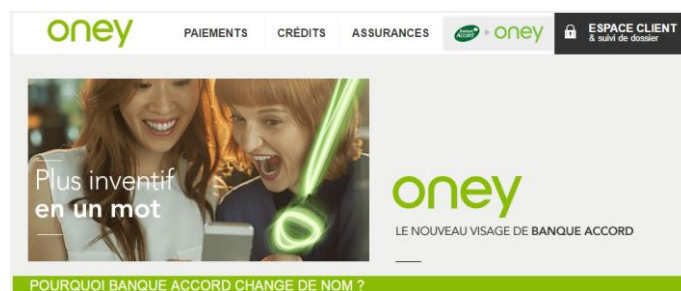 oney
PAIEMENTS
CRÉDITS
ASSURANCES
oney
ESPACE CLIENT
& suivi de dossier
Plus inventif
en un mot
oney
LE NOUVEAU VISAGE DE BANQUE ACCORD
POURQUOI BANQUE ACCORD CHANGE DE NOM ?